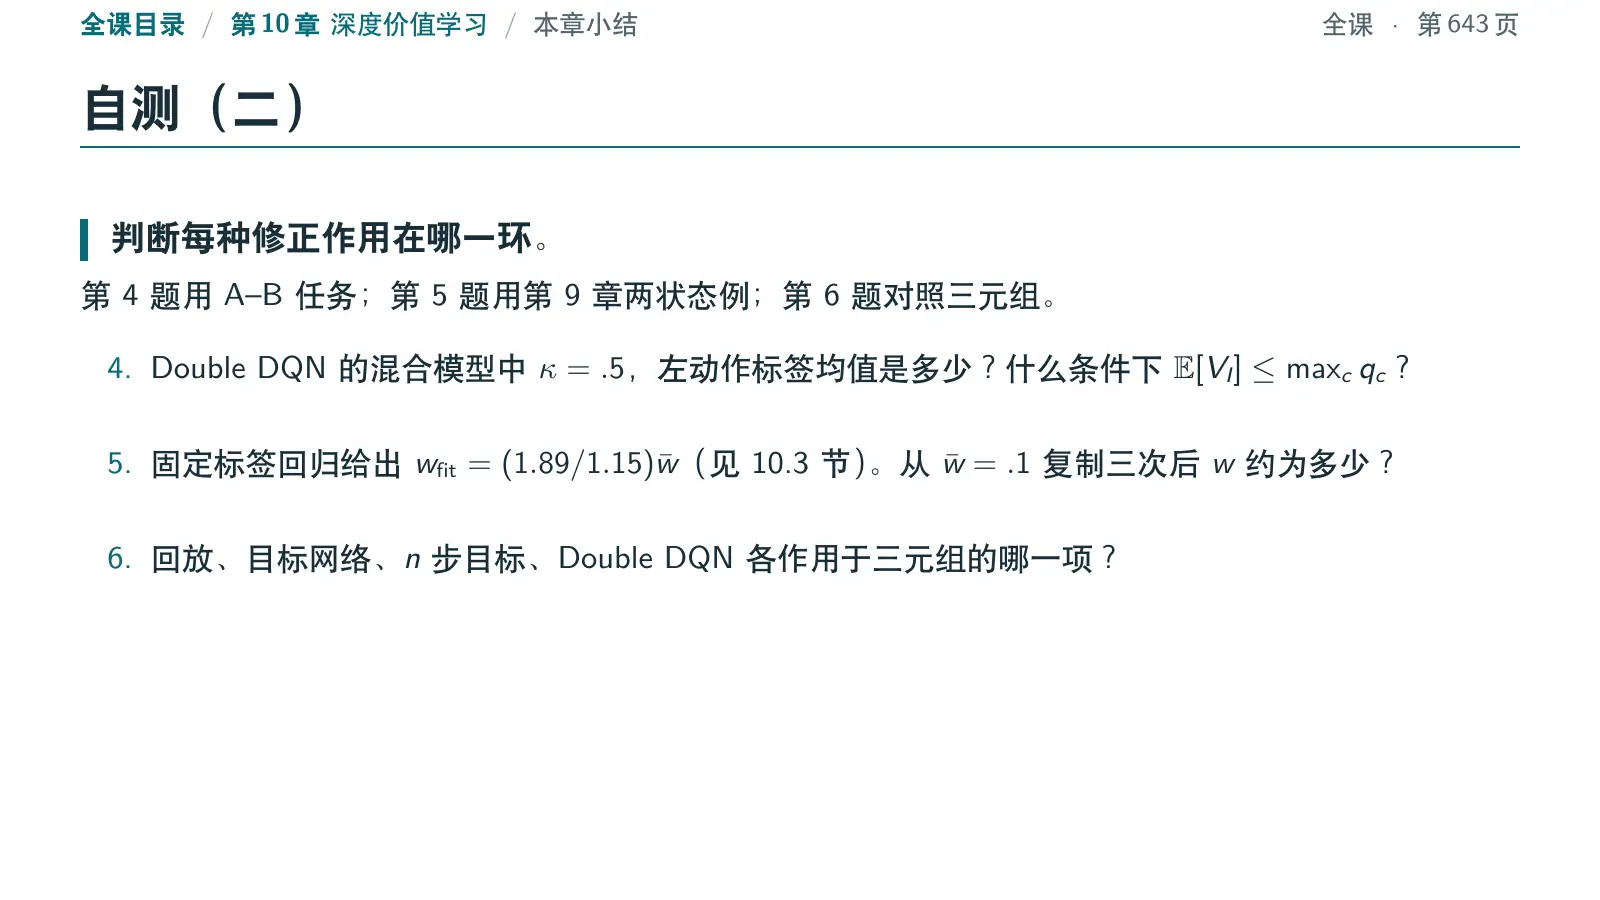 全课目录 / 第 10 章 深度价值学习 / 本章小结
全课 · 第 643 页
自测（二）
判断每种修正作用在哪一环。
第 4 题用 A–B 任务；第 5 题用第 9 章两状态例；第 6 题对照三元组。
4. Double DQN 的混合模型中 κ = .5，左动作标签均值是多少？什么条件下 𝔼[V_I] ≤ max_c q_c？
5. 固定标签回归给出 w_fit = (1.89/1.15)w̄（见 10.3 节）。从 w̄ = .1 复制三次后 w 约为多少？
6. 回放、目标网络、n 步目标、Double DQN 各作用于三元组的哪一项？